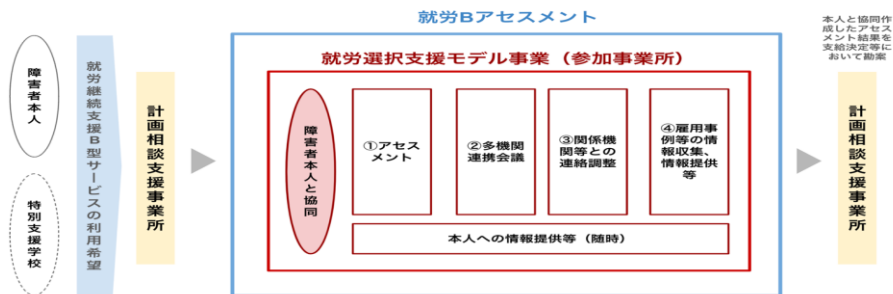 就労Bアセスメント
就労選択支援モデル事業（参加事業所）
障害者本人
特別支援学校
就労継続支援B型サービスの利用希望
計画相談支援事業所
障害者本人と協同
①アセス
メント
②多機関
連携会議
③関係機
関等との
連絡調整
④雇用事
例等の情
報収集、
情報提供
等
本人への情報提供等（随時）
本人と協同作
成したアセス
メント結果を
支給決定等に
おいて勘案
計画相談支援事業所